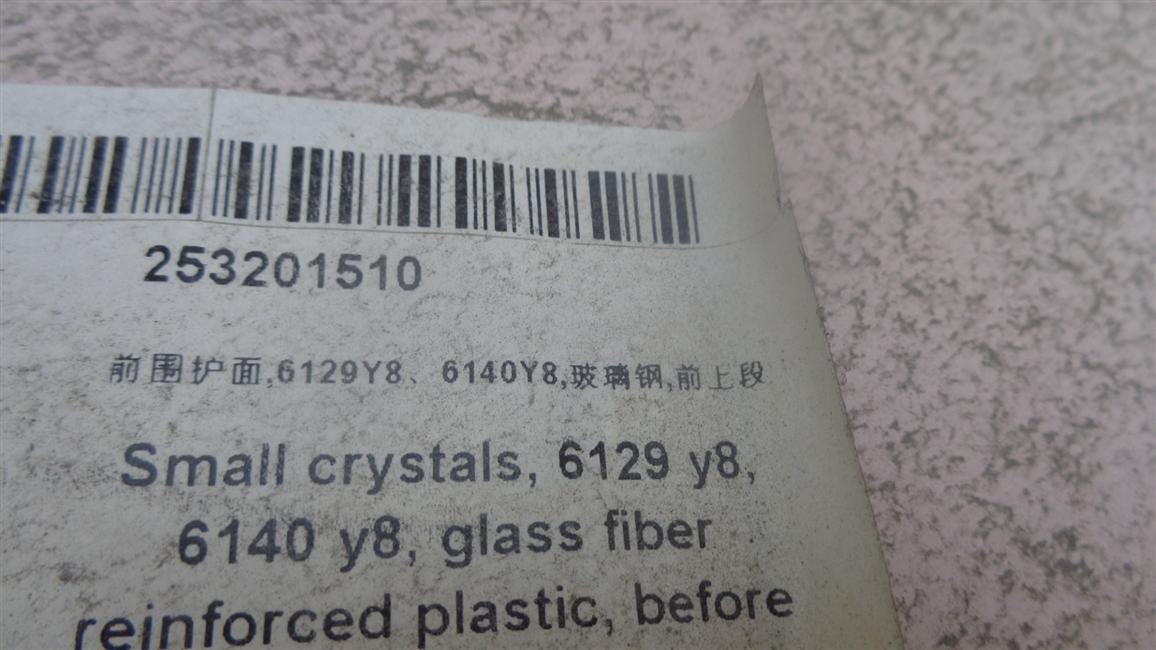 253201510
前围护面,6129Y8、6140Y8,玻璃钢,前上段
Small crystals, 6129 y8,
6140 y8, glass fiber
reinforced plastic, before